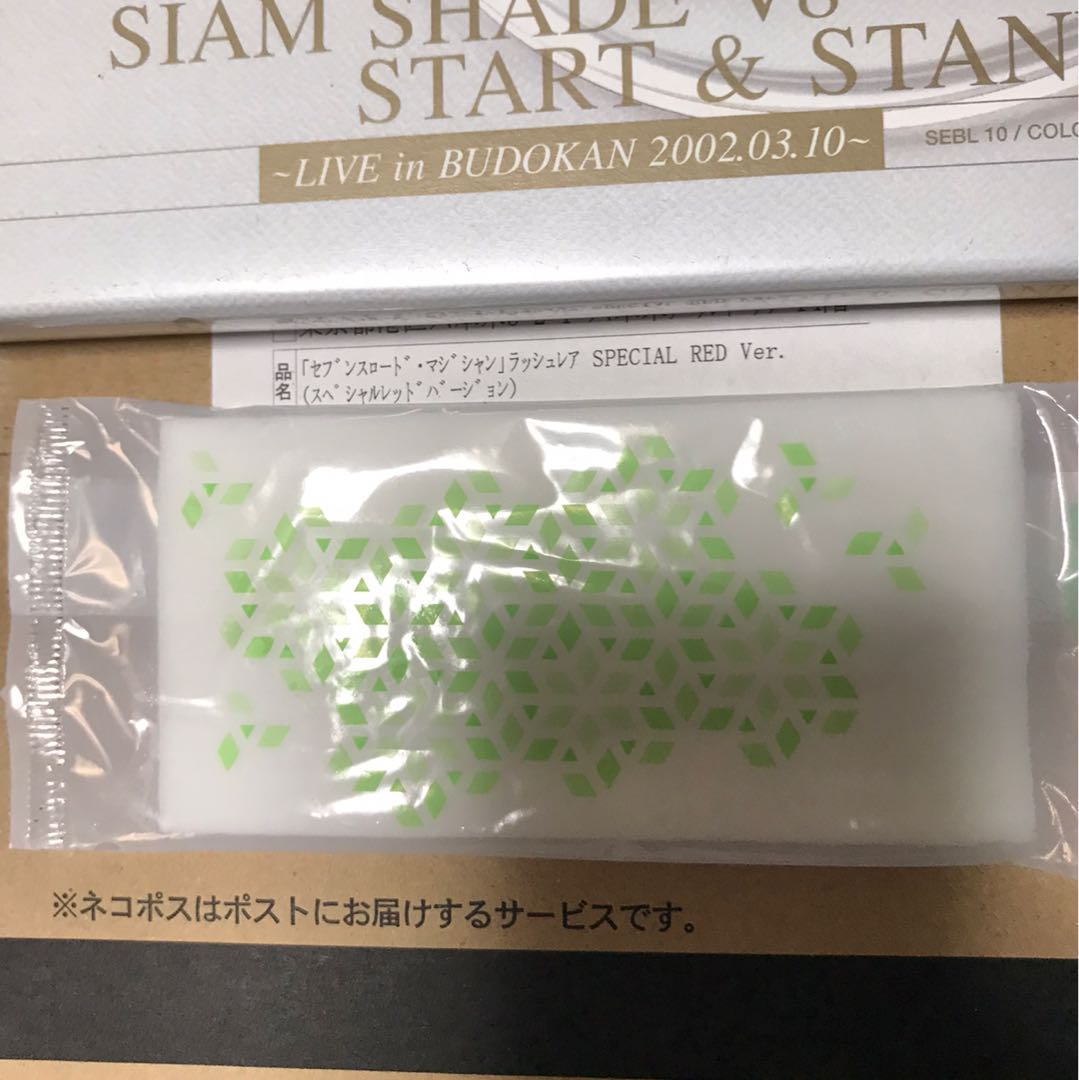 SIAM SHADE V8
START & STAN
~LIVE in BUDOKAN 2002.03.10~
SEBL 10 / COLO
品名
「ｾﾌﾞﾝｽﾛｰﾄﾞ・ﾏｼﾞｼｬﾝ」ﾗｯｼｭﾚｱ SPECIAL RED Ver.
(ｽﾍﾟｼｬﾙﾚｯﾄﾞﾊﾞｰｼﾞｮﾝ)
※ネコポスはポストにお届けするサービスです。